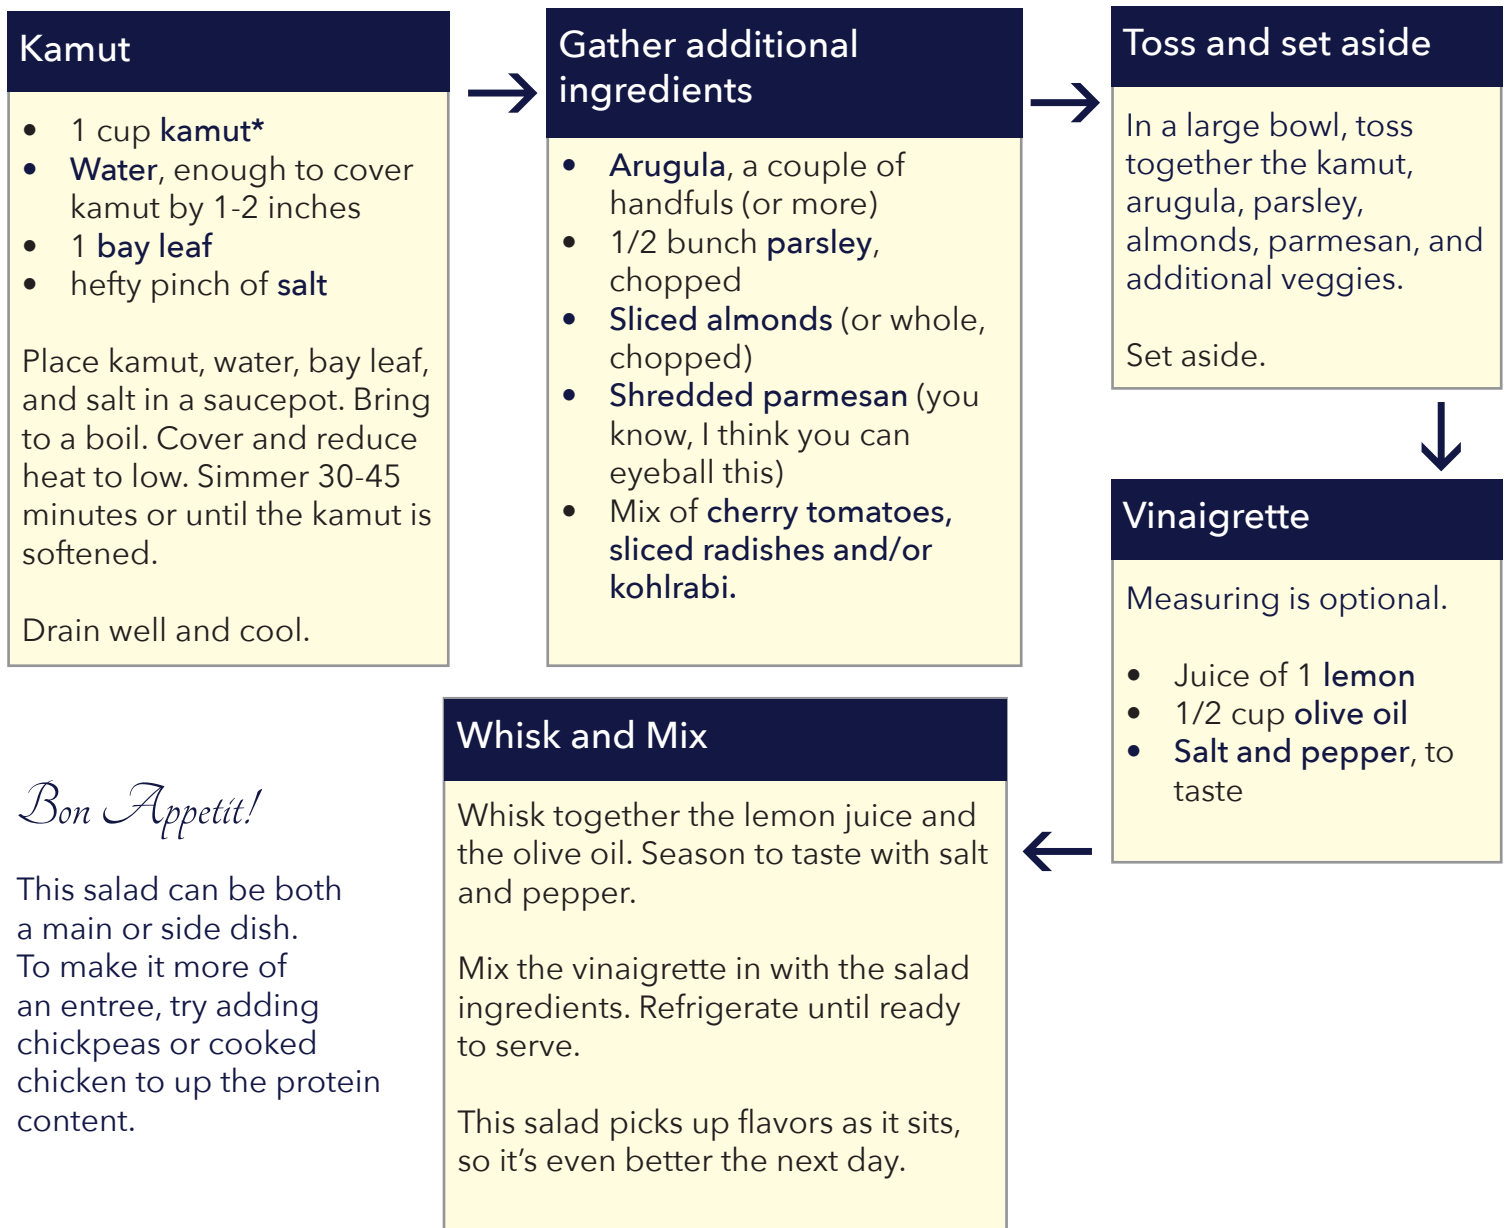 Kamut
• 1 cup kamut*
• Water, enough to cover
kamut by 1-2 inches
• 1 bay leaf
• hefty pinch of salt
Place kamut, water, bay leaf,
and salt in a saucepot. Bring
to a boil. Cover and reduce
heat to low. Simmer 30-45
minutes or until the kamut is
softened.
Drain well and cool.
Gather additional
ingredients
• Arugula, a couple of
handfuls (or more)
• 1/2 bunch parsley,
chopped
• Sliced almonds (or whole,
chopped)
• Shredded parmesan (you
know, I think you can
eyeball this)
• Mix of cherry tomatoes,
sliced radishes and/or
kohlrabi.
Toss and set aside
In a large bowl, toss
together the kamut,
arugula, parsley,
almonds, parmesan, and
additional veggies.
Set aside.
Vinaigrette
Measuring is optional.
• Juice of 1 lemon
• 1/2 cup olive oil
• Salt and pepper, to
taste
Whisk and Mix
Whisk together the lemon juice and
the olive oil. Season to taste with salt
and pepper.
Mix the vinaigrette in with the salad
ingredients. Refrigerate until ready
to serve.
This salad picks up flavors as it sits,
so it's even better the next day.
Bon Appetit!
This salad can be both
a main or side dish.
To make it more of
an entree, try adding
chickpeas or cooked
chicken to up the protein
content.